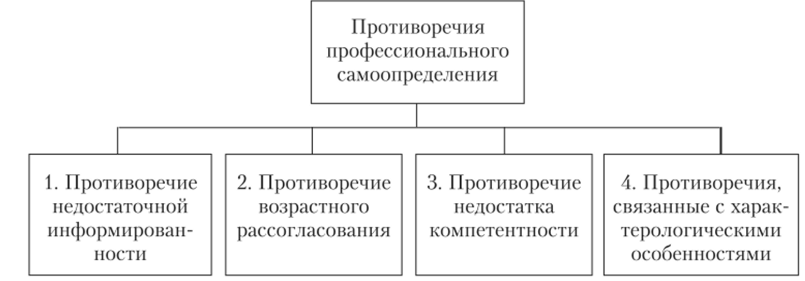 Противоречия
профессионального
самоопределения
1. Противоречие
недостаточной
информирован-
ности
2. Противоречие
возрастного
рассогласования
3. Противоречие
недостатка
компетентности
4. Противоречия,
связанные с харак-
терологическими
особенностями